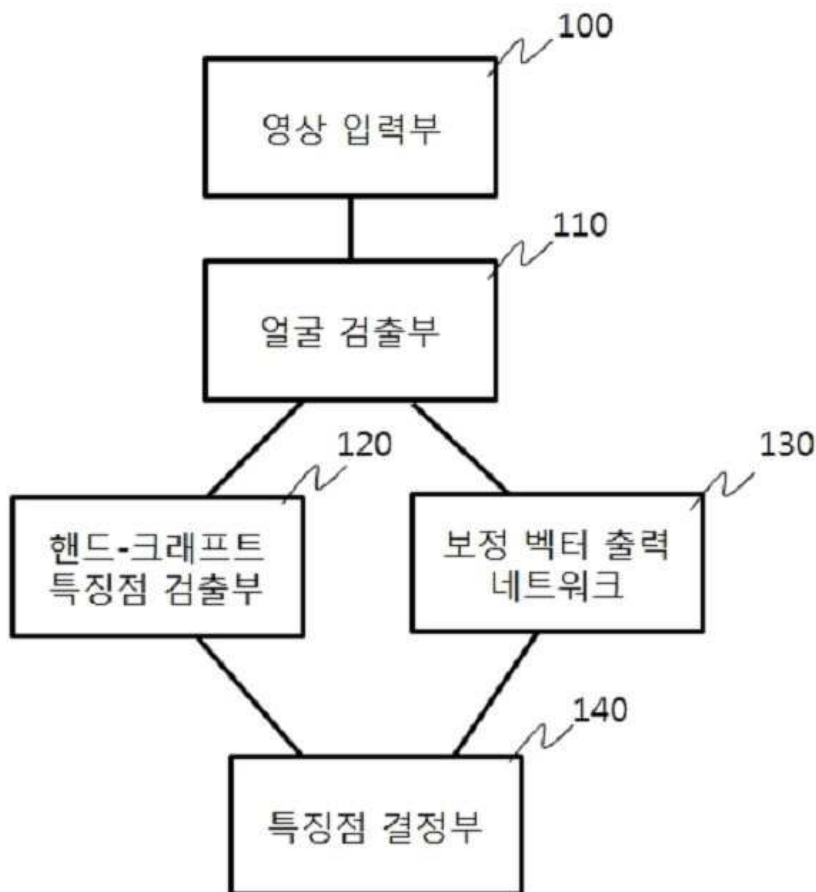 100
영상 입력부
110
얼굴 검출부
120
130
핸드-크래프트
특징점 검출부
보정 벡터 출력
네트워크
140
특징점 결정부